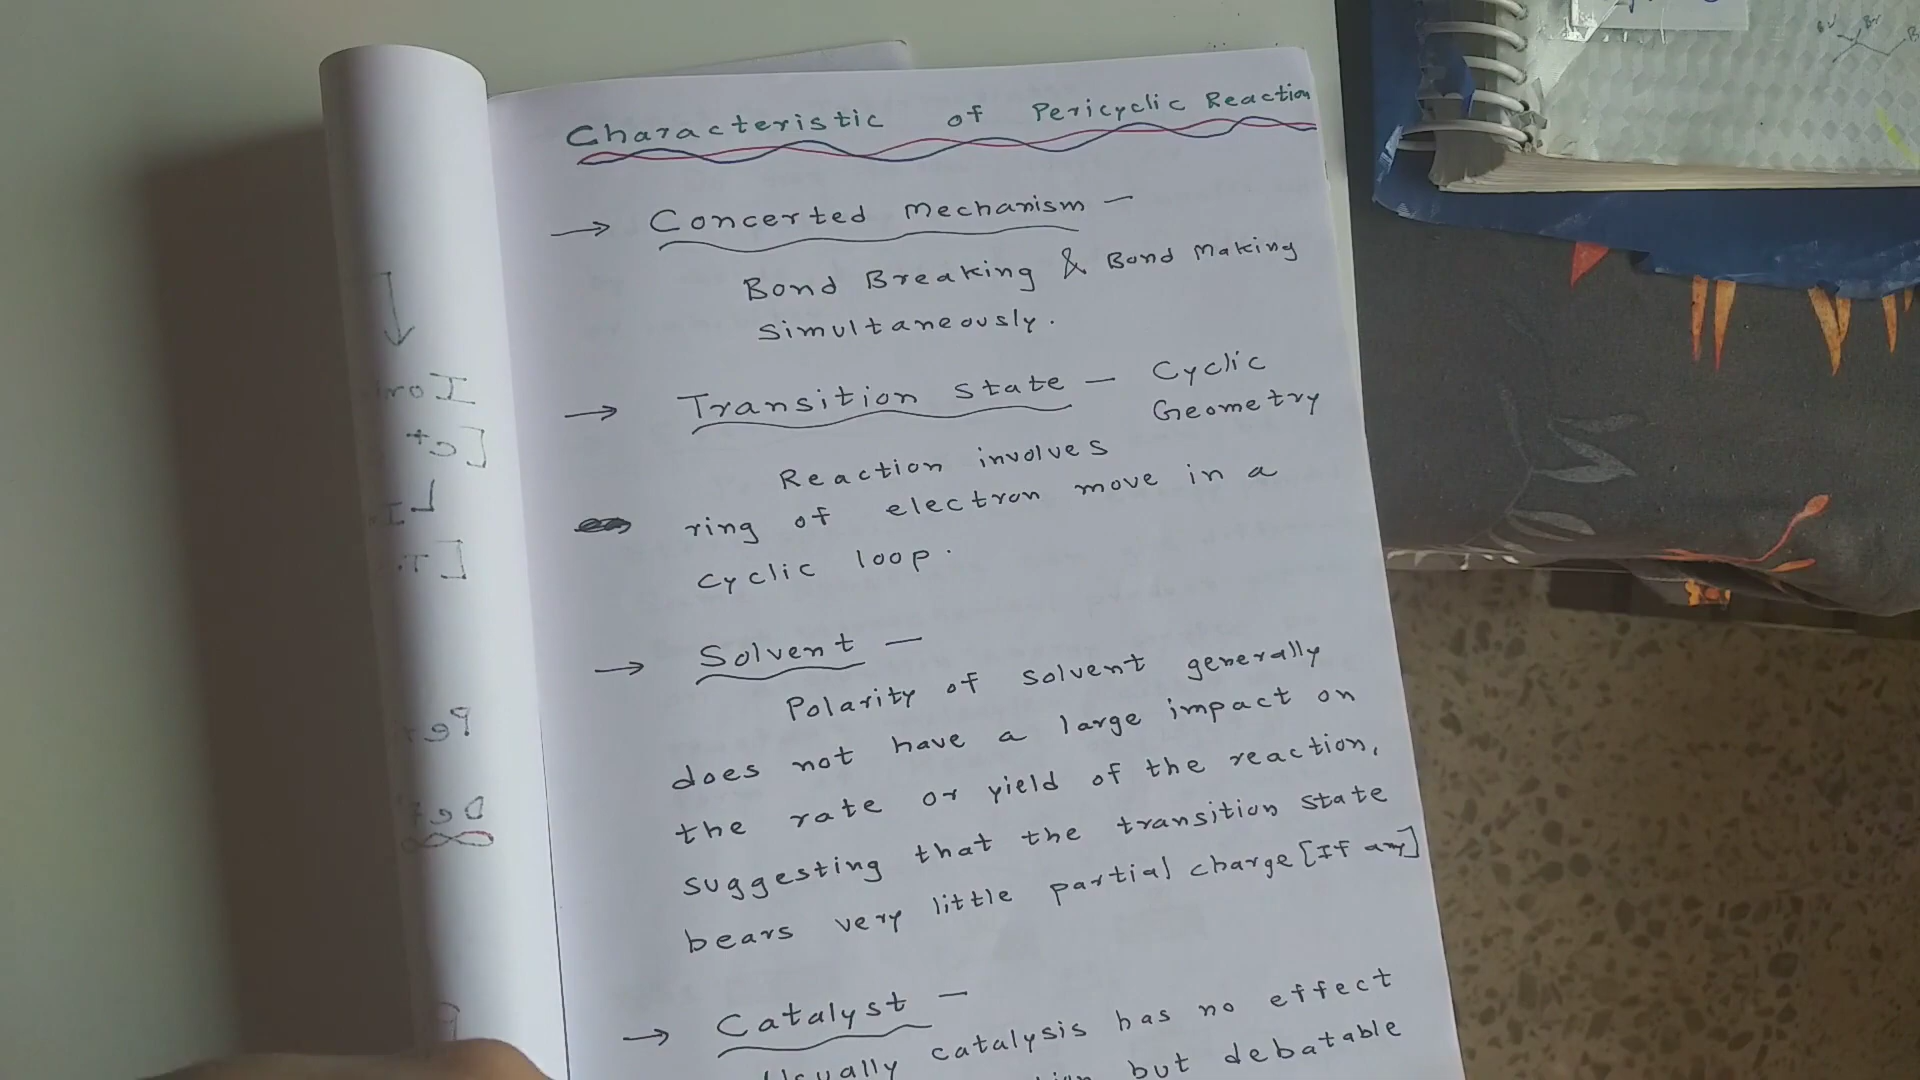 Characteristic of Pericyclic Reaction
→ Concerted Mechanism —
Bond Breaking & Bond Making
Simultaneously.
→ Transition state — Cyclic
Geometry
Reaction involves
ring of electron move in a
cyclic loop.
→ Solvent —
Polarity of solvent generally
does not have a large impact on
the rate or yield of the reaction,
suggesting that the transition state
bears very little partial charge [If any]
→ Catalyst —
Usually catalysis has no effect
but debatable
Br Br